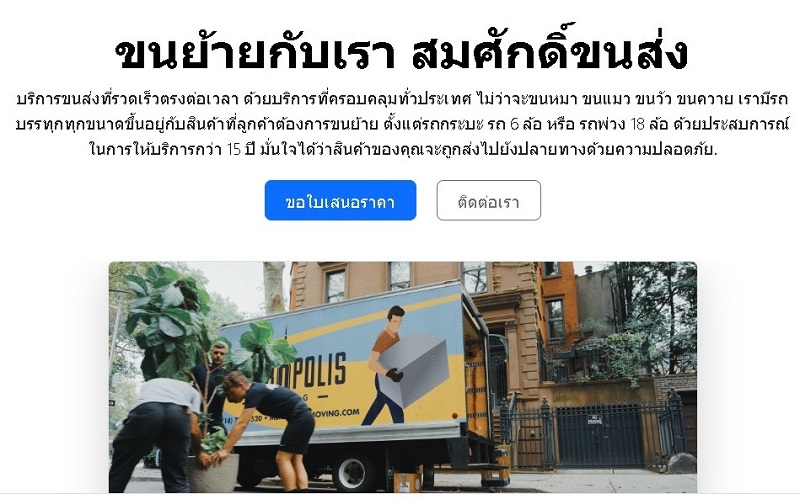 ขนย้ายกับเรา สมศักดิ์ขนส่ง
บริการขนส่งที่รวดเร็วตรงต่อเวลา ด้วยบริการที่ครอบคลุมทั่วประเทศ ไม่ว่าจะขนหมา ขนแมว ขนวัว ขนควาย เรามีรถ
บรรทุกทุกขนาดขึ้นอยู่กับสินค้าที่ลูกค้าต้องการขนย้าย ตั้งแต่รถกระบะ รถ 6 ล้อ หรือ รถพ่วง 18 ล้อ ด้วยประสบการณ์
ในการให้บริการกว่า 15 ปี มั่นใจได้ว่าสินค้าของคุณจะถูกส่งไปยังปลายทางด้วยความปลอดภัย.
ขอใบเสนอราคา
ติดต่อเรา
OPOLIS
MOVING.COM